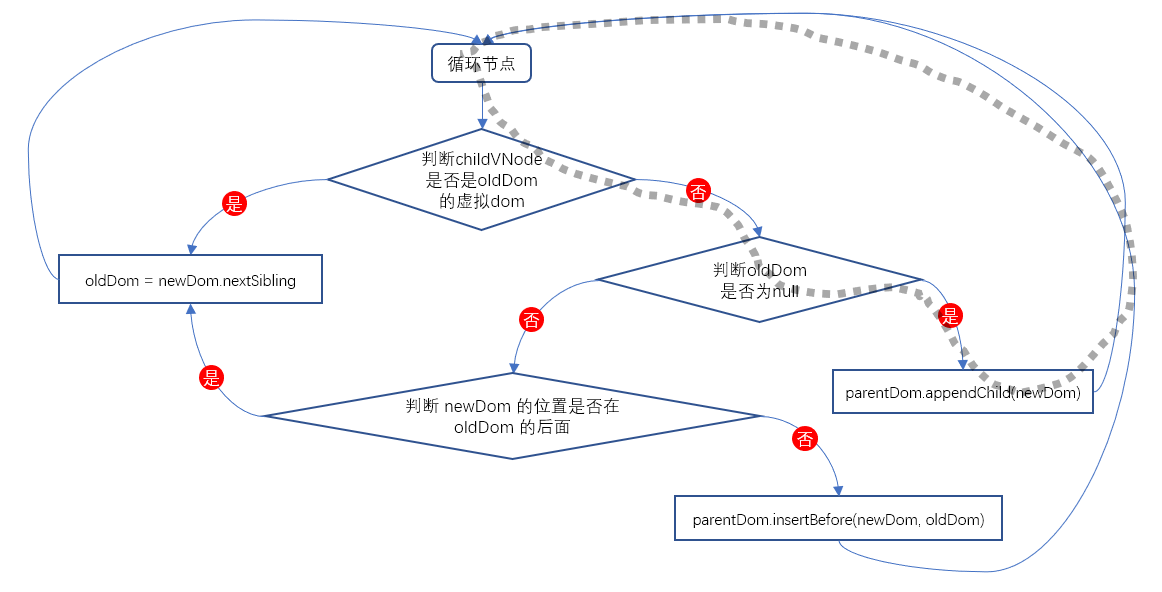 循环节点
判断childVNode
是否是oldDom
的虚拟dom
是
否
判断oldDom
是否为null
oldDom = newDom.nextSibling
否
是
是
判断 newDom 的位置是否在
oldDom 的后面
parentDom.appendChild(newDom)
否
parentDom.insertBefore(newDom, oldDom)